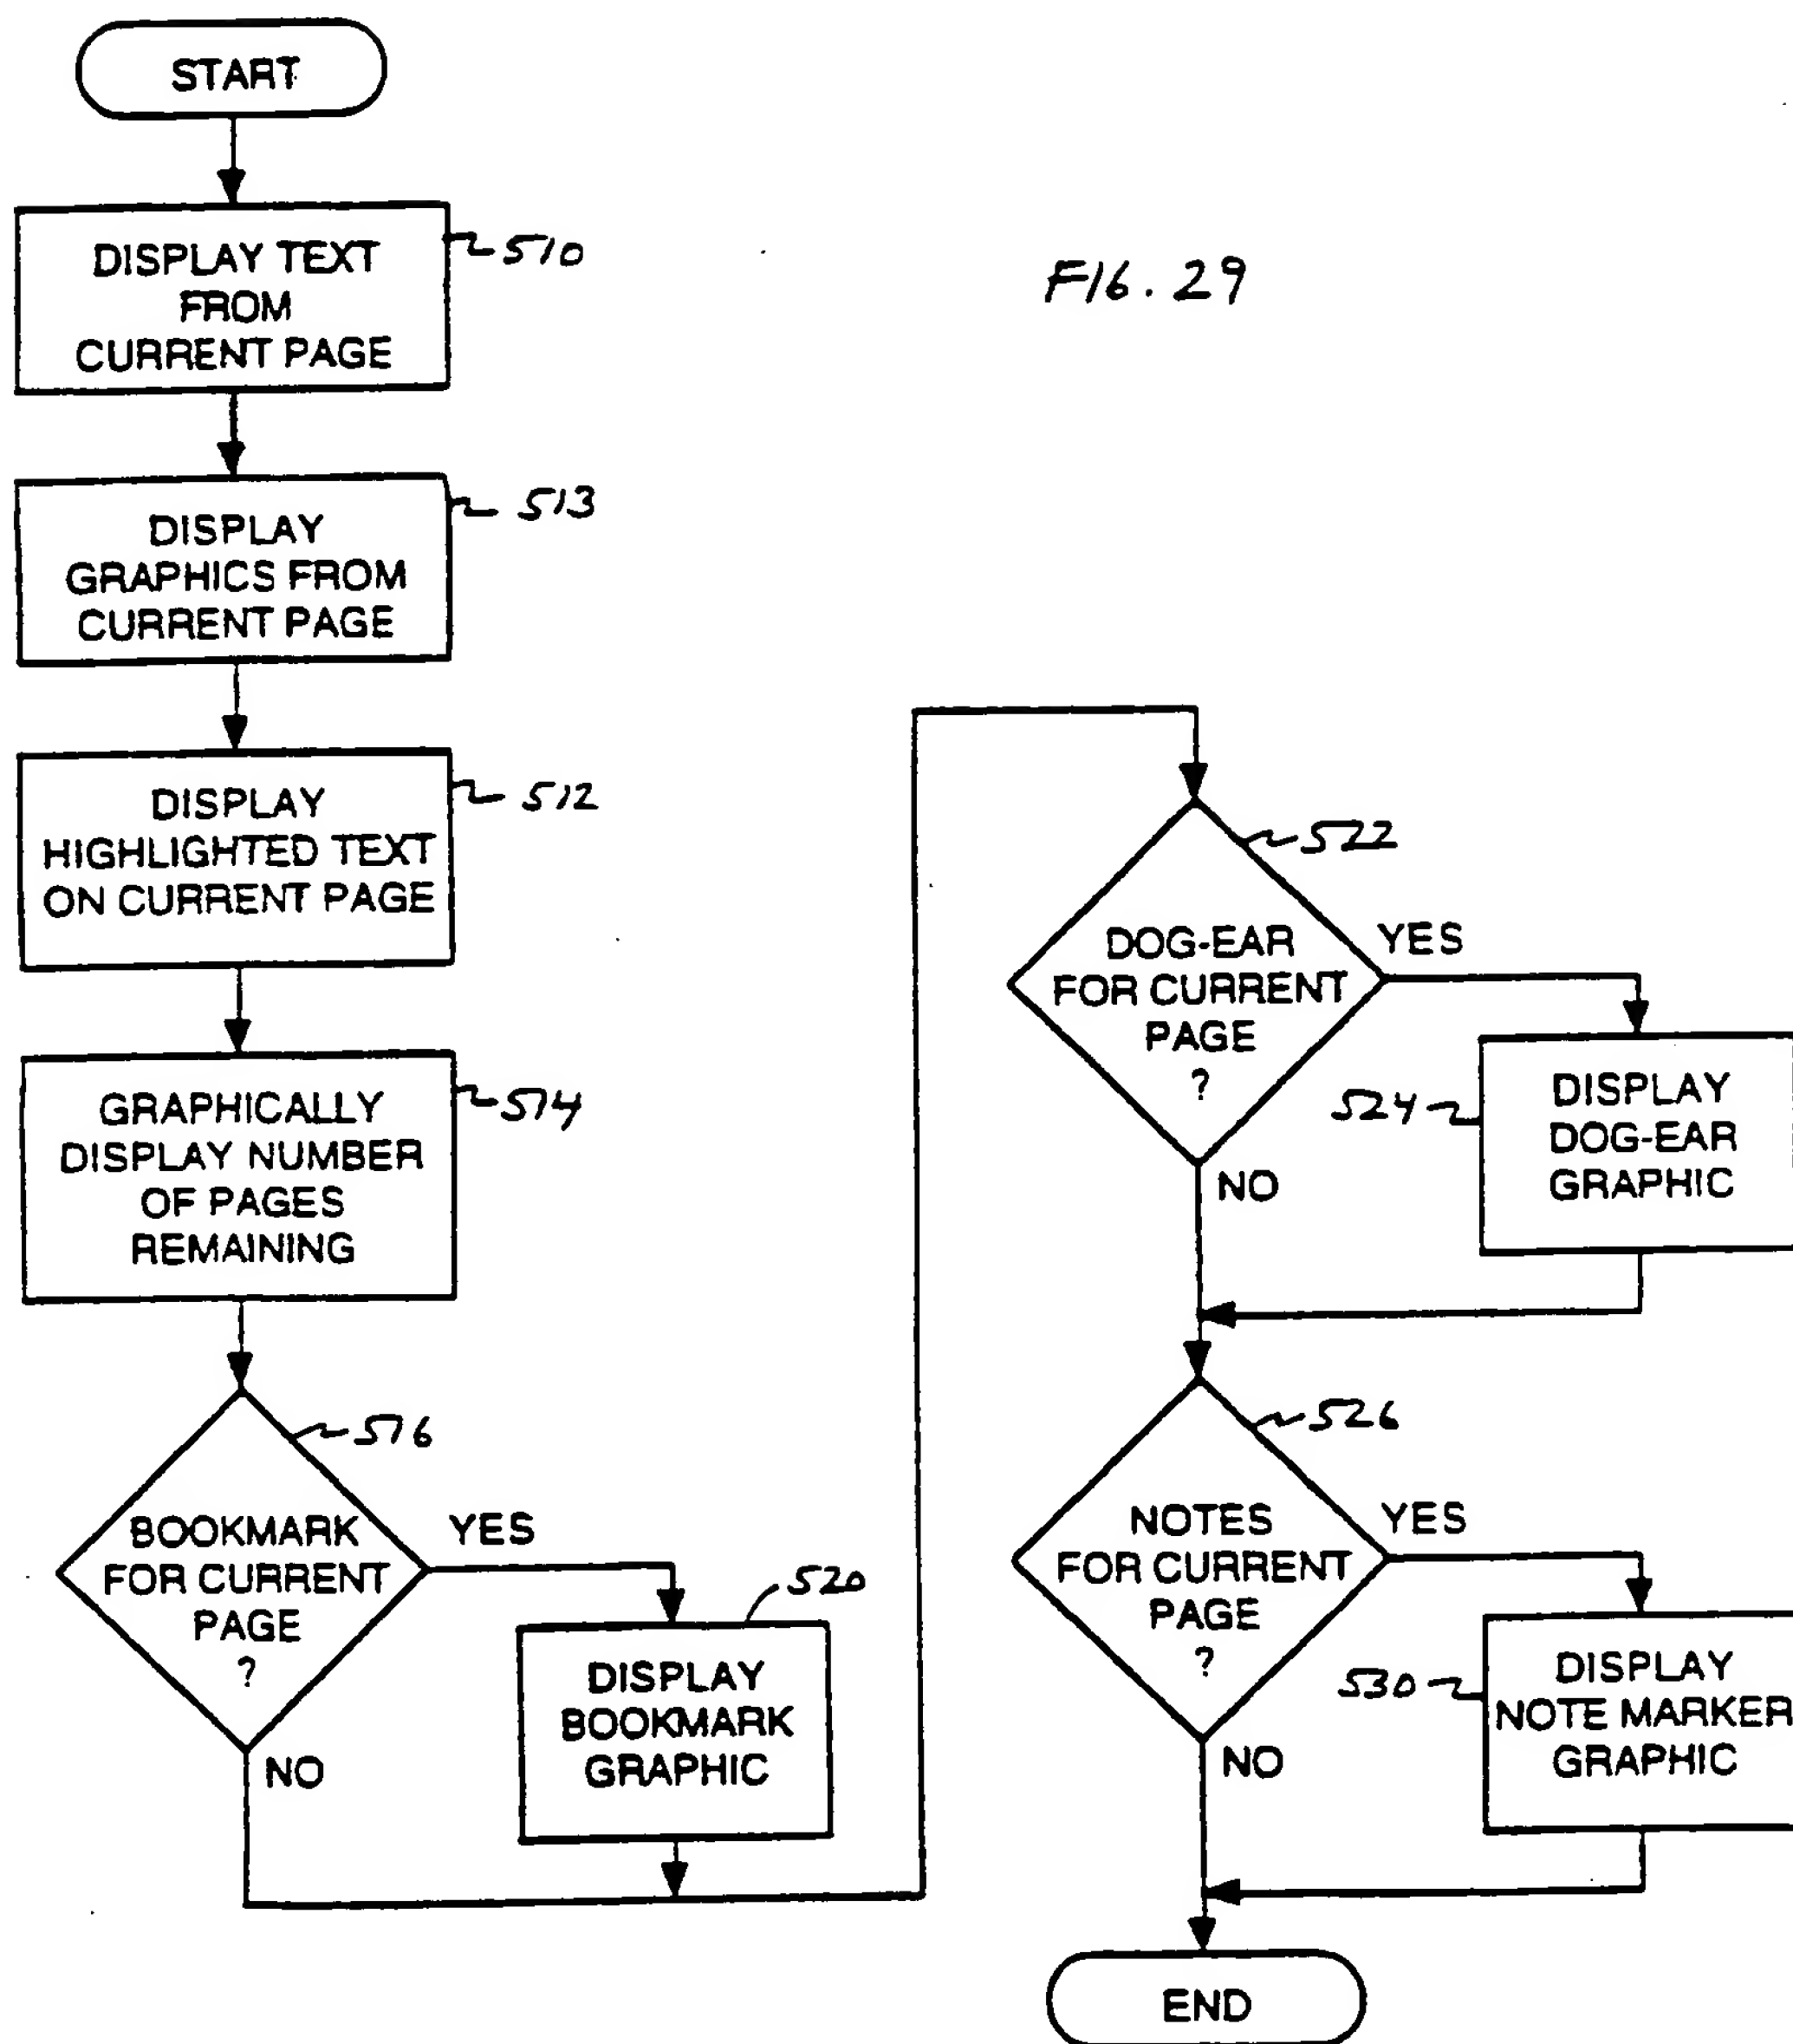 START
DISPLAY TEXT
FROM
CURRENT PAGE
510
FIG. 29
DISPLAY
GRAPHICS FROM
CURRENT PAGE
513
DISPLAY
HIGHLIGHTED TEXT
ON CURRENT PAGE
512
GRAPHICALLY
DISPLAY NUMBER
OF PAGES
REMAINING
514
BOOKMARK
FOR CURRENT
PAGE
?
516
YES
NO
DISPLAY
BOOKMARK
GRAPHIC
520
DOG-EAR
FOR CURRENT
PAGE
?
522
YES
NO
DISPLAY
DOG-EAR
GRAPHIC
524
NOTES
FOR CURRENT
PAGE
?
526
YES
NO
DISPLAY
NOTE MARKER
GRAPHIC
530
END